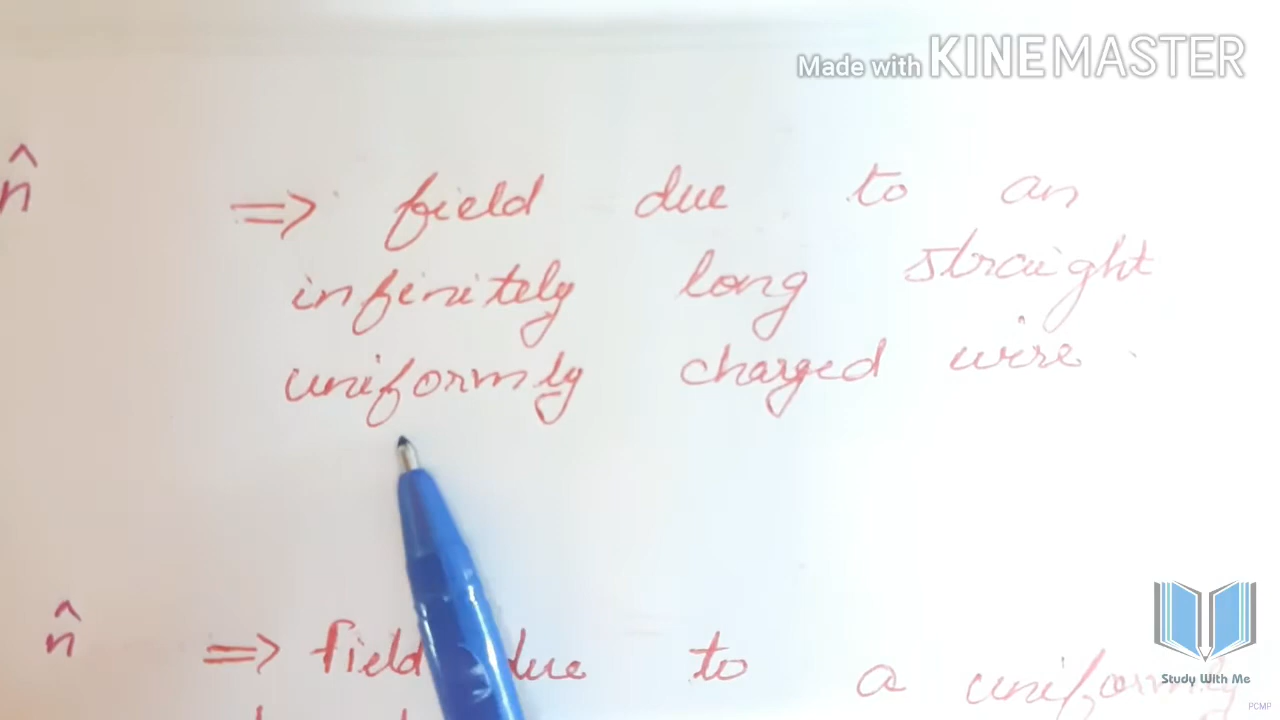 Made with KINEMASTER
n̂ ⇒ field due to an
infinitely long straight
uniformly charged wire.
n̂ ⇒ field due to a uniformly
Study With Me
PCMP